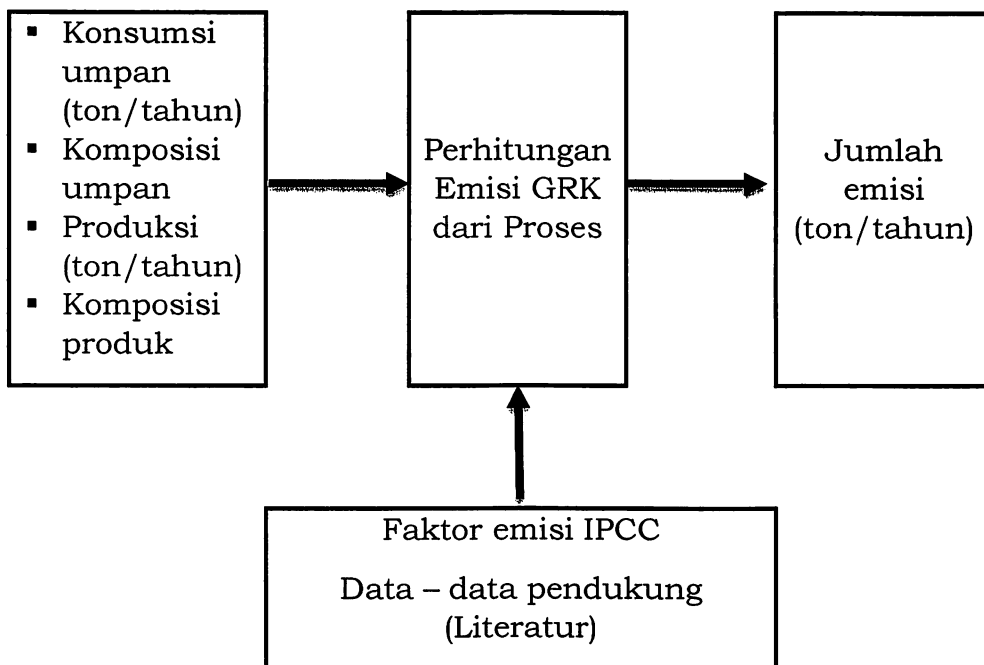 ▪ Konsumsi
umpan
(ton/tahun)
▪ Komposisi
umpan
▪ Produksi
(ton/tahun)
▪ Komposisi
produk
Perhitungan
Emisi GRK
dari Proses
Jumlah
emisi
(ton/tahun)
Faktor emisi IPCC
Data – data pendukung
(Literatur)